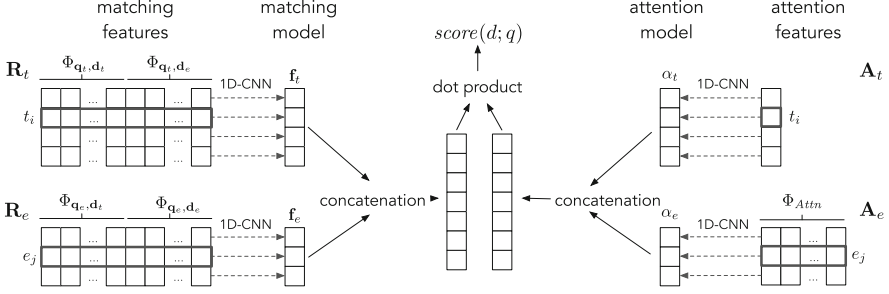 matching features
matching model
score(d; q)
attention model
attention features
R_t
Φ_{q_t,d_t}
Φ_{q_t,d_e}
1D-CNN
f_t
dot product
α_t
1D-CNN
A_t
t_i
...
...
...
...
...
...
...
...
t_i
concatenation
concatenation
R_e
Φ_{q_e,d_t}
Φ_{q_e,d_e}
1D-CNN
f_e
α_e
1D-CNN
Φ_{Attn}
A_e
e_j
...
...
...
...
...
...
...
...
...
e_j